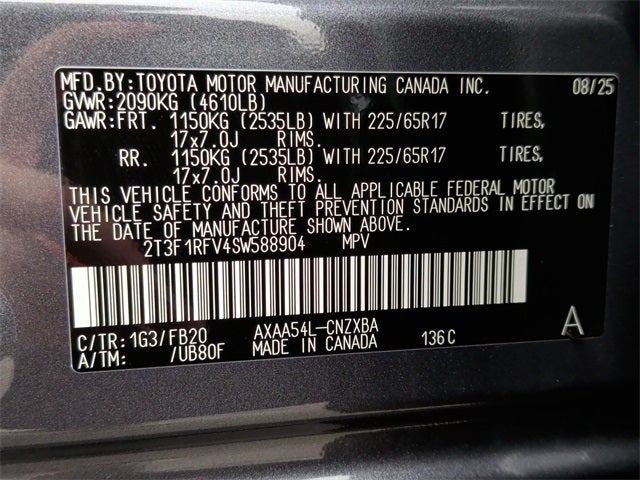 MFD.BY:TOYOTA MOTOR MANUFACTURING CANADA INC. 08/25
GVWR:2090KG (4610LB)
GAWR:FRT. 1150KG (2535LB) WITH 225/65R17 TIRES,
17x7.0J RIMS.
RR. 1150KG (2535LB) WITH 225/65R17 TIRES,
17x7.0J RIMS.
THIS VEHICLE CONFORMS TO ALL APPLICABLE FEDERAL MOTOR
VEHICLE SAFETY AND THEFT PREVENTION STANDARDS IN EFFECT ON
THE DATE OF MANUFACTURE SHOWN ABOVE.
2T3F1RFV4SW588904 MPV
C/TR: 1G3/FB20 AXAA54L-CNZXBA A
A/TM: /UB80F MADE IN CANADA 136C